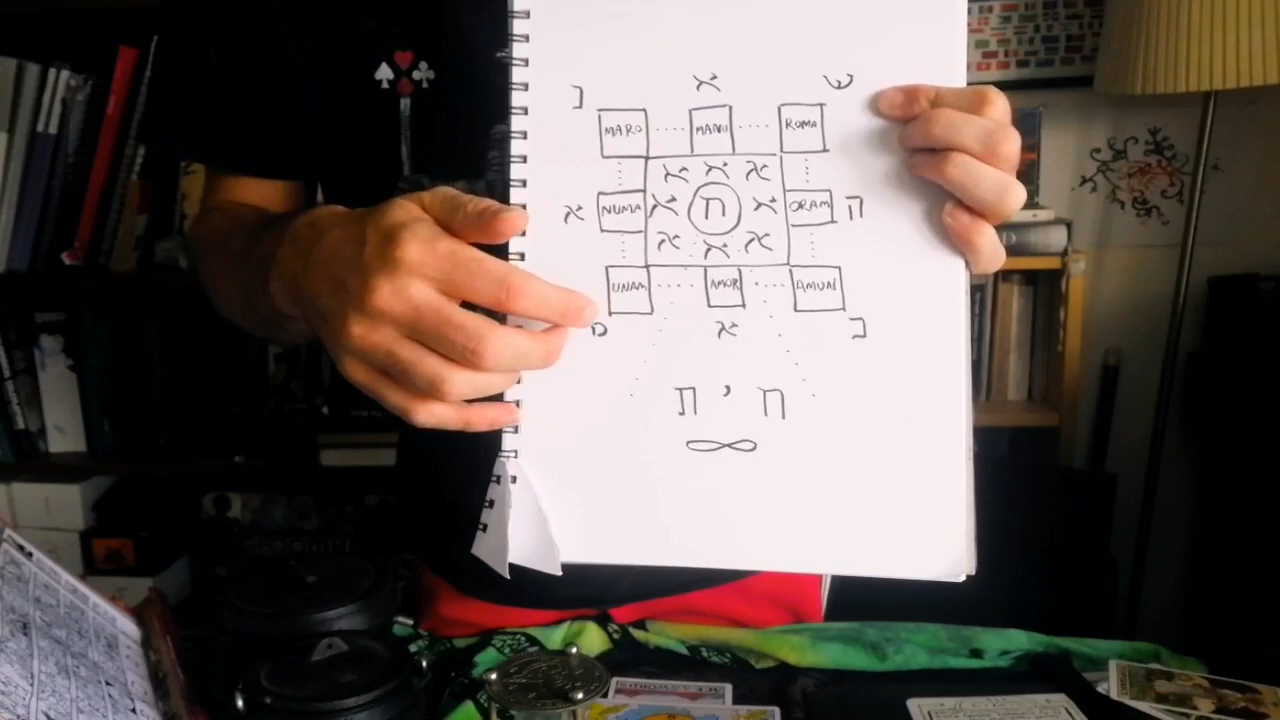 נ א ש
MARO MANU ROMA
א א א
א NUMA א ת א ORAM ח
א א א
UNAM AMOR AMUN
ס א נ
ת , ח
∞